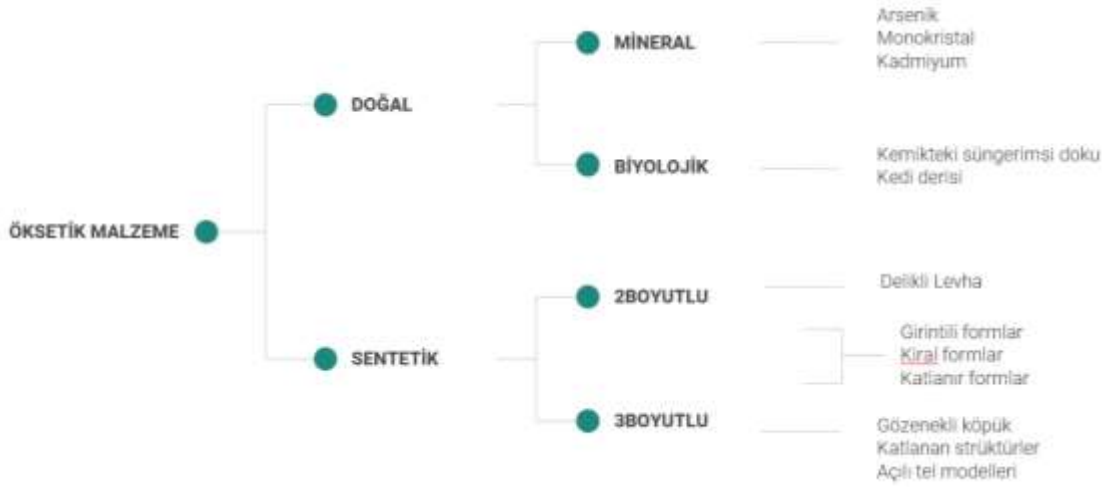 ÖKSETİK MALZEME
DOĞAL
MİNERAL
Arsenik
Monokristal
Kadmiyum
BİYOLOJİK
Kemikteki süngerimsi doku
Kedi derisi
SENTETİK
2BOYUTLU
Delikli Levha
Girintili formlar
Kiral formlar
Katlanır formlar
3BOYUTLU
Gözenekli köpük
Katlanan strüktürler
Açılı tel modelleri